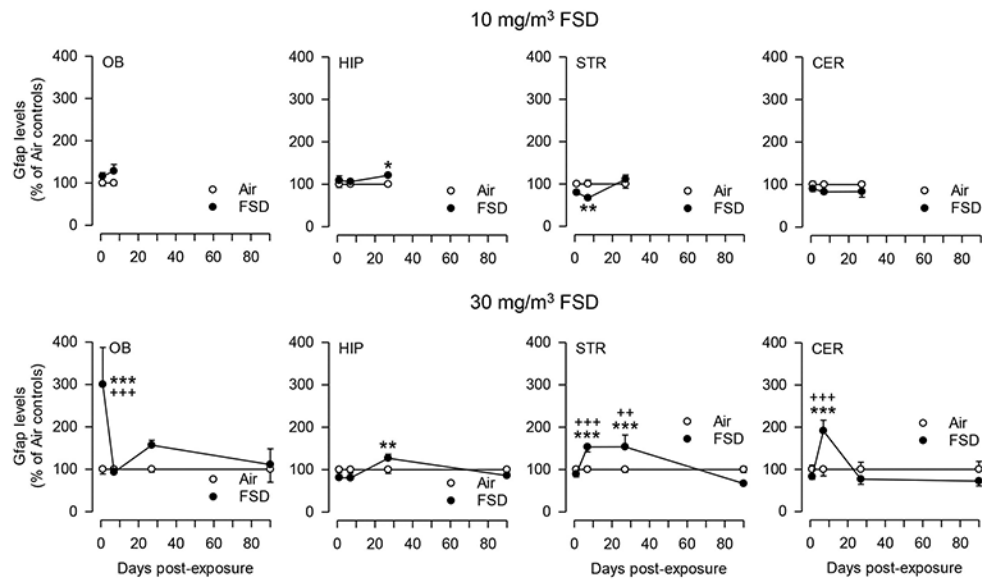 10 mg/m³ FSD
Gfap levels
(% of Air controls)
400
300
200
100
0
OB
Air
FSD
0 20 40 60 80
400
300
200
100
0
HIP
*
Air
FSD
0 20 40 60 80
400
300
200
100
0
STR
**
Air
FSD
0 20 40 60 80
400
300
200
100
0
CER
Air
FSD
0 20 40 60 80
30 mg/m³ FSD
Gfap levels
(% of Air controls)
400
300
200
100
0
OB
***
+++
Air
FSD
0 20 40 60 80
Days post-exposure
400
300
200
100
0
HIP
**
Air
FSD
0 20 40 60 80
Days post-exposure
400
300
200
100
0
STR
+++
***
++
***
Air
FSD
0 20 40 60 80
Days post-exposure
400
300
200
100
0
CER
+++
***
Air
FSD
0 20 40 60 80
Days post-exposure